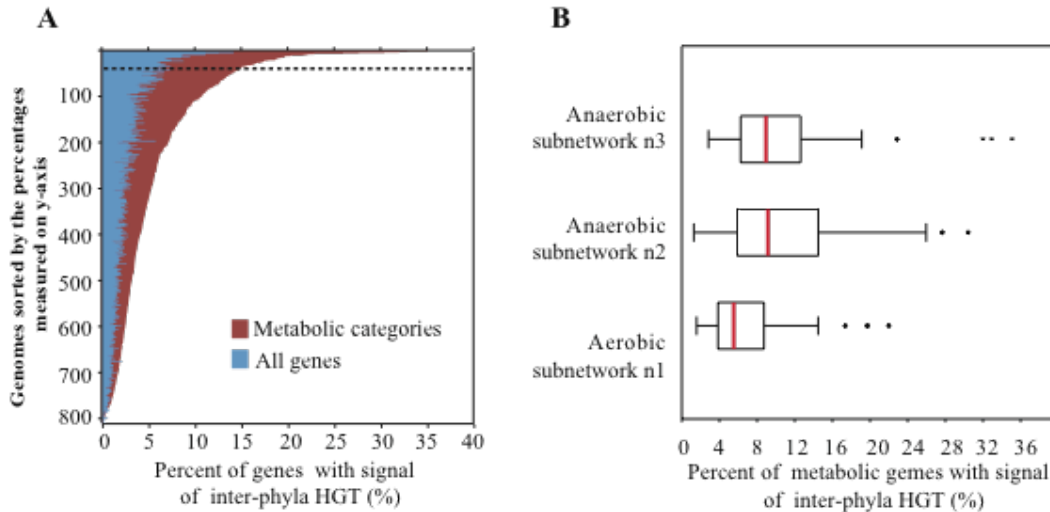 A
Genomes sorted by the percentages
measured on y-axis
100
200
300
400
500
600
700
800
Metabolic categories
All genes
0 5 10 15 20 25 30 35 40
Percent of genes with signal
of inter-phyla HGT (%)
B
Anaerobic
subnetwork n3
Anaerobic
subnetwork n2
Aerobic
subnetwork n1
0 4 6 8 12 16 20 24 28 32 36
Percent of metabolic gemes with signal
of inter-phyla HGT (%)